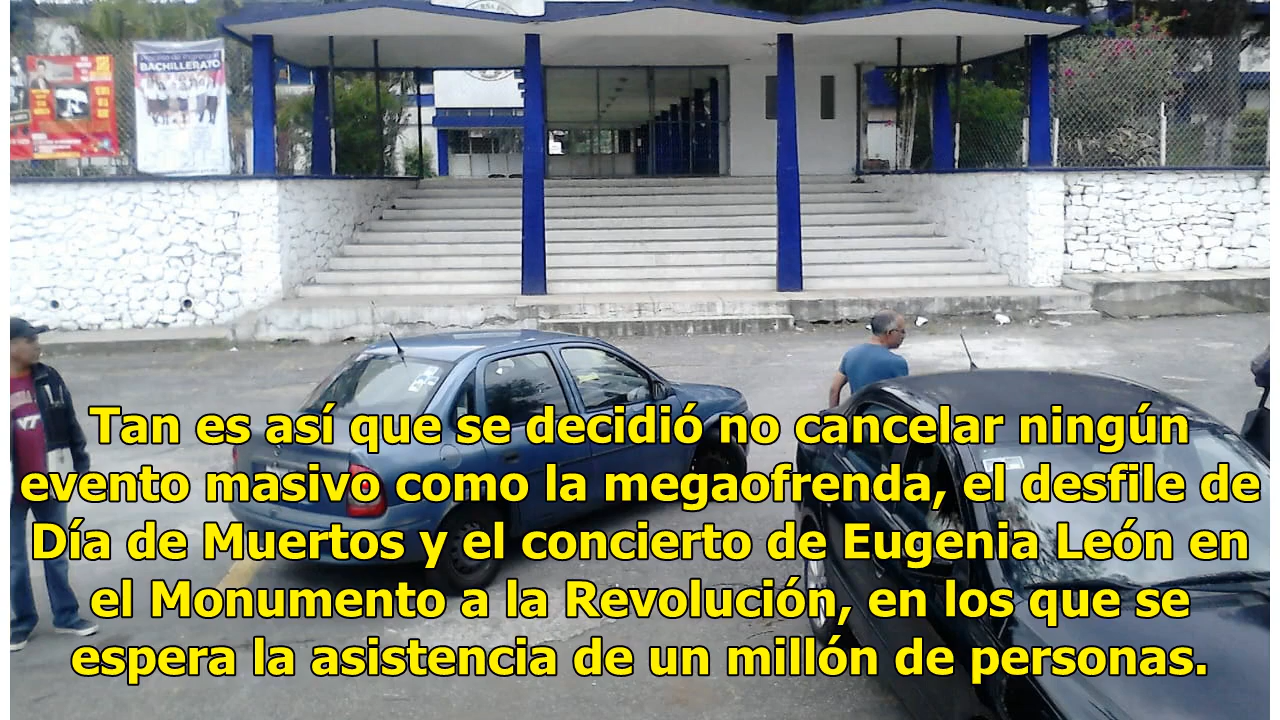 BACHILLERATO
Tan es así que se decidió no cancelar ningún
evento masivo como la megaofrenda, el desfile de
Día de Muertos y el concierto de Eugenia León en
el Monumento a la Revolución, en los que se
espera la asistencia de un millón de personas.